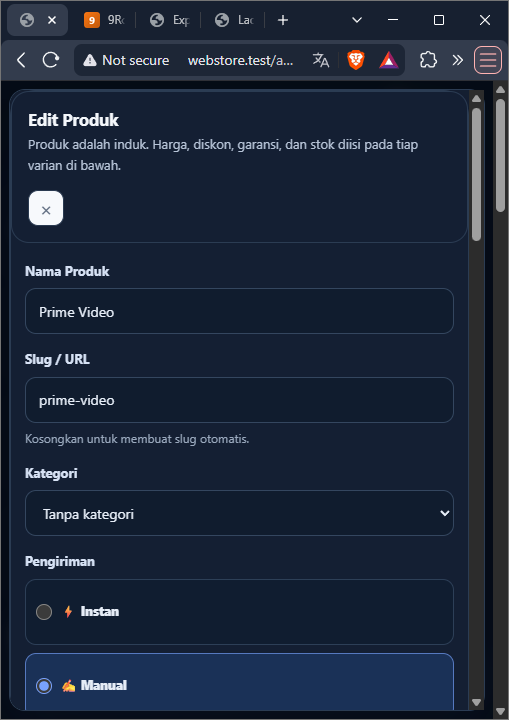 9
9Ro
Exp
Lac
Not secure
webstore.test/a...
Edit Produk
Produk adalah induk. Harga, diskon, garansi, dan stok diisi pada tiap
varian di bawah.
Nama Produk
Prime Video
Slug / URL
prime-video
Kosongkan untuk membuat slug otomatis.
Kategori
Tanpa kategori
Pengiriman
Instan
Manual